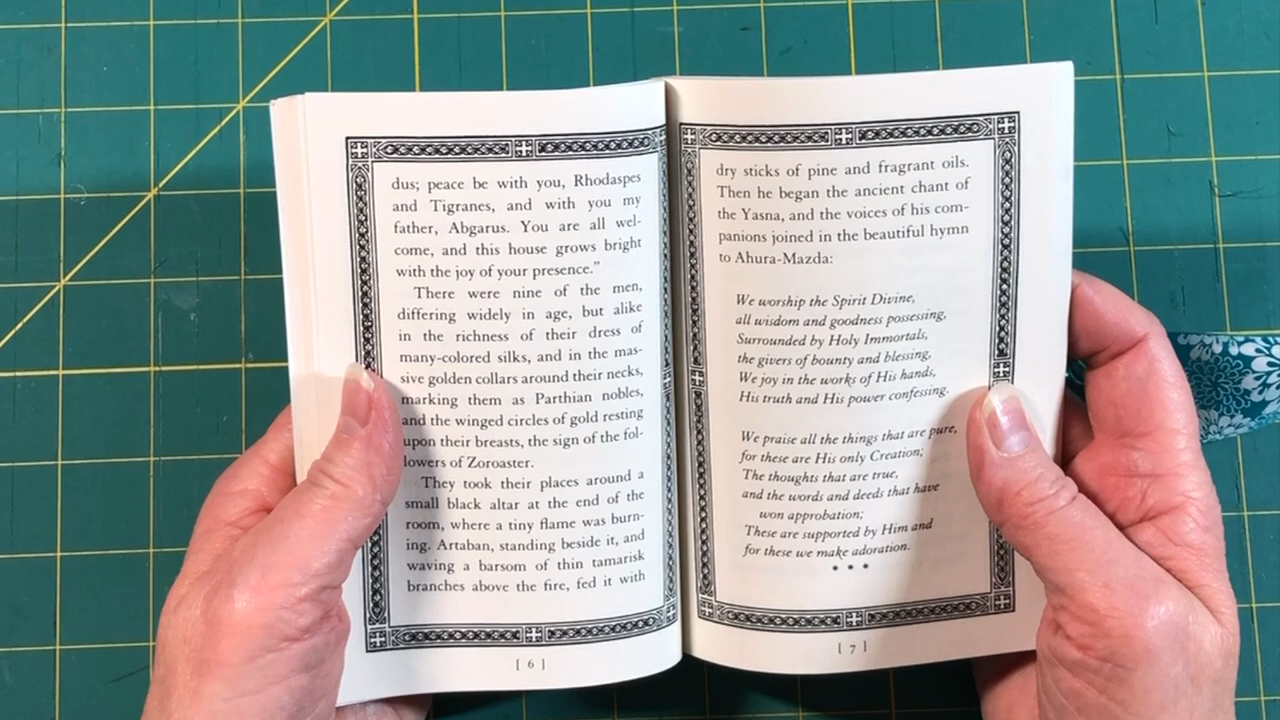 dus; peace be with you, Rhodaspes
and Tigranes, and with you my
father, Abgarus. You are all wel-
come, and this house grows bright
with the joy of your presence.”
There were nine of the men,
differing widely in age, but alike
in the richness of their dress of
many-colored silks, and in the mas-
sive golden collars around their necks,
marking them as Parthian nobles,
and the winged circles of gold resting
upon their breasts, the sign of the fol-
lowers of Zoroaster.
They took their places around a
small black altar at the end of the
room, where a tiny flame was burn-
ing. Artaban, standing beside it, and
waving a barsom of thin tamarisk
branches above the fire, fed it with
[ 6 ]
dry sticks of pine and fragrant oils.
Then he began the ancient chant of
the Yasna, and the voices of his com-
panions joined in the beautiful hymn
to Ahura-Mazda:
We worship the Spirit Divine,
all wisdom and goodness possessing,
Surrounded by Holy Immortals,
the givers of bounty and blessing,
We joy in the works of His hands,
His truth and His power confessing.
We praise all the things that are pure,
for these are His only Creation;
The thoughts that are true,
and the words and deeds that have
won approbation;
These are supported by Him and
for these we make adoration.
• • •
[ 7 ]